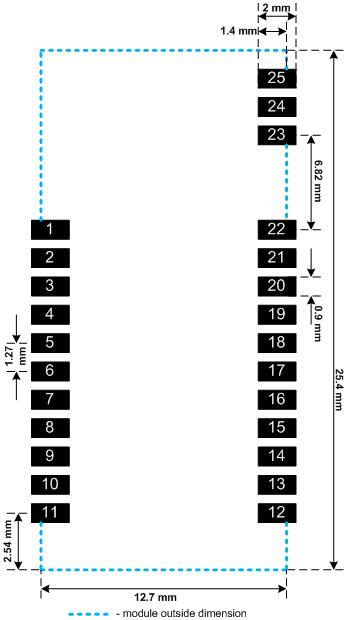 2 mm
1.4 mm
25
24
23
6.82 mm
1 22
2 21
3 20
0.9 mm
4 19
5 18
1.27 mm
6 17
25.4 mm
7 16
8 15
9 14
10 13
11 12
2.54 mm
12.7 mm
- module outside dimension